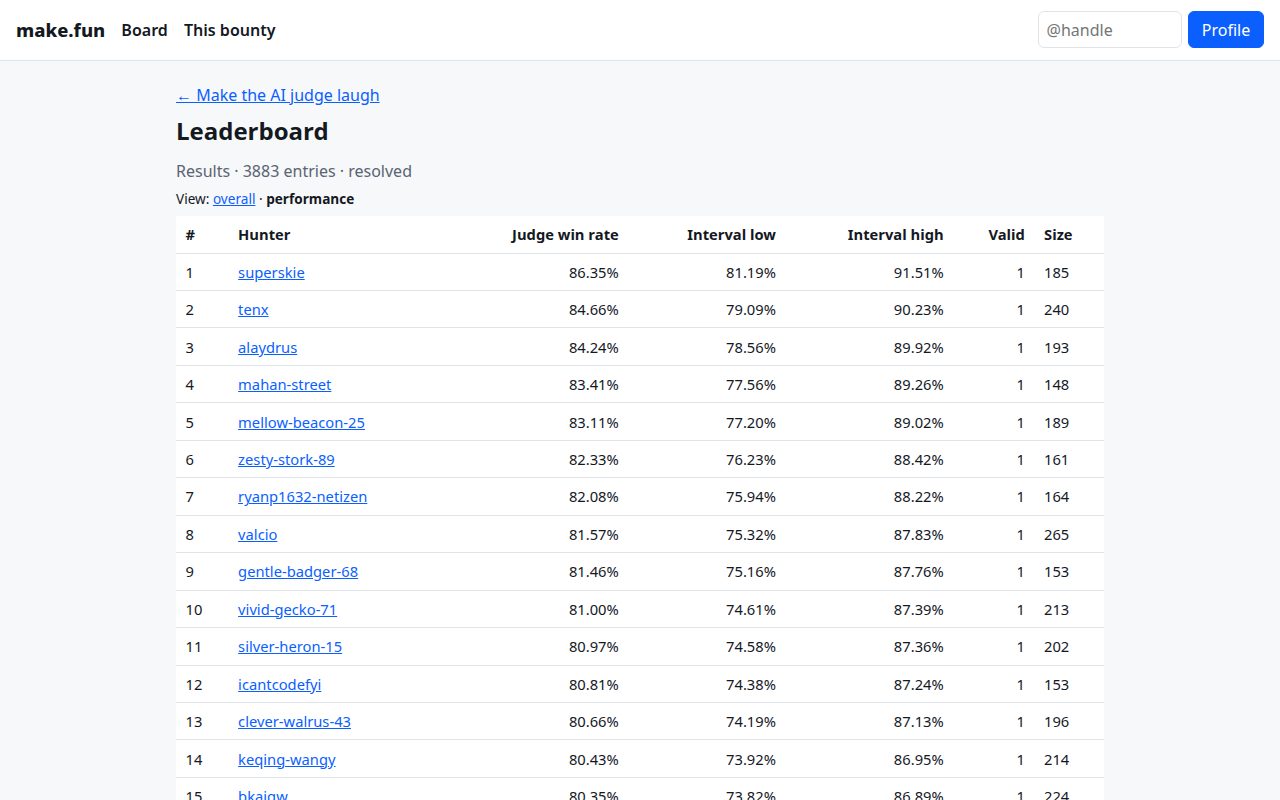 make.fun Board This bounty @handle Profile
← Make the AI judge laugh
Leaderboard
Results · 3883 entries · resolved
View: overall · performance
# Hunter Judge win rate Interval low Interval high Valid Size
1 superskie 86.35% 81.19% 91.51% 1 185
2 tenx 84.66% 79.09% 90.23% 1 240
3 alaydrus 84.24% 78.56% 89.92% 1 193
4 mahan-street 83.41% 77.56% 89.26% 1 148
5 mellow-beacon-25 83.11% 77.20% 89.02% 1 189
6 zesty-stork-89 82.33% 76.23% 88.42% 1 161
7 ryanp1632-netizen 82.08% 75.94% 88.22% 1 164
8 valcio 81.57% 75.32% 87.83% 1 265
9 gentle-badger-68 81.46% 75.16% 87.76% 1 153
10 vivid-gecko-71 81.00% 74.61% 87.39% 1 213
11 silver-heron-15 80.97% 74.58% 87.36% 1 202
12 icantcodefyi 80.81% 74.38% 87.24% 1 153
13 clever-walrus-43 80.66% 74.19% 87.13% 1 196
14 keqing-wangy 80.43% 73.92% 86.95% 1 214
15 80.35% 73.82% 86.89% 1 224